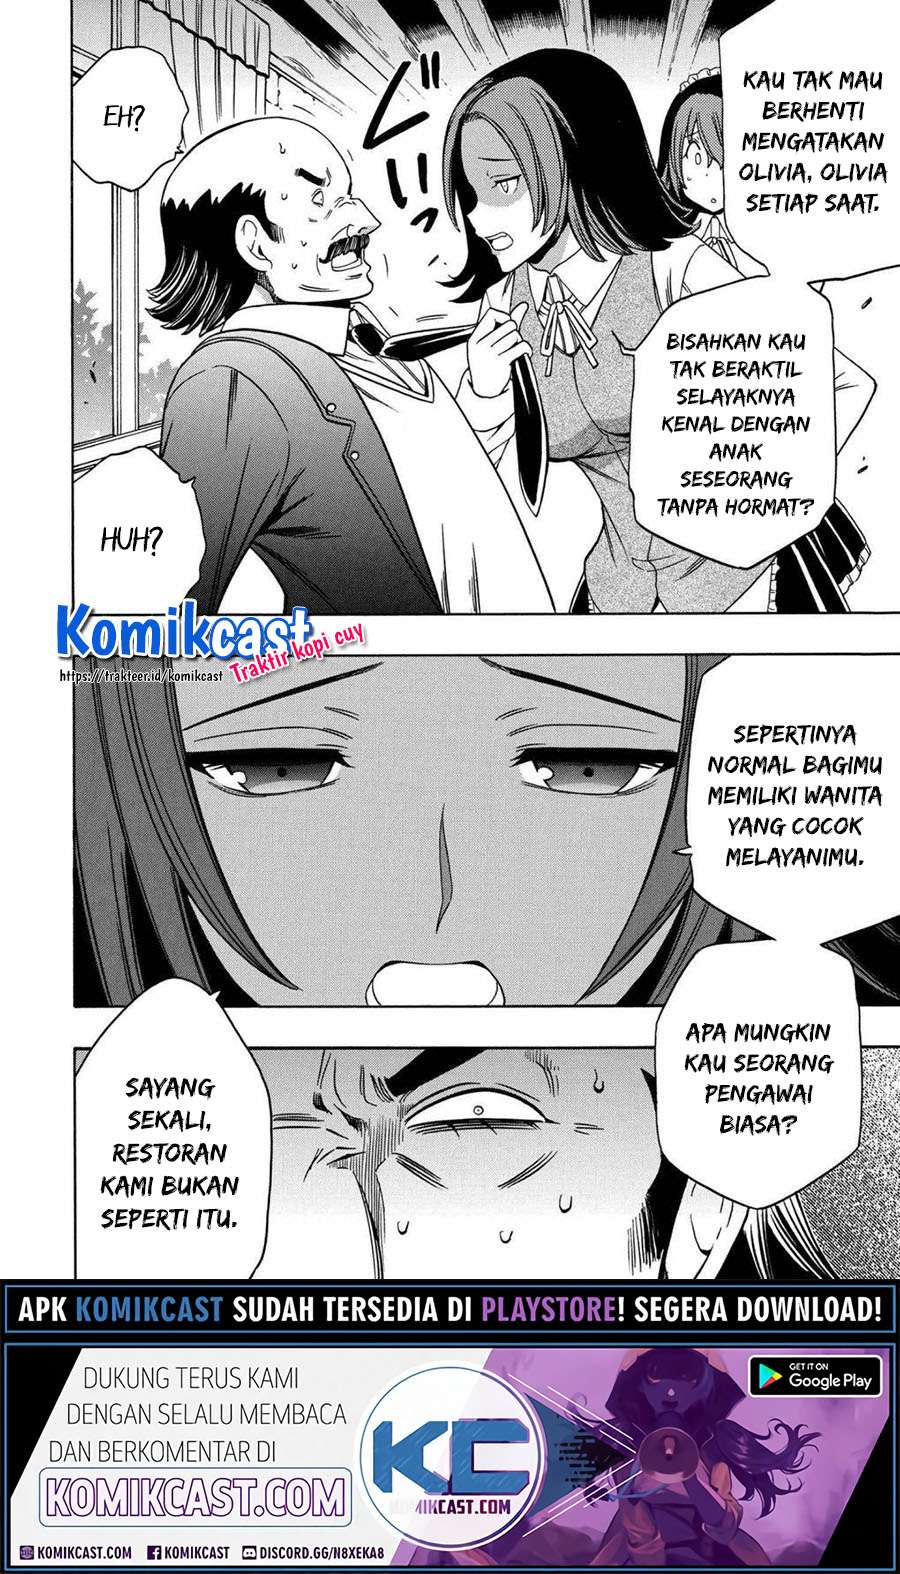 KAU TAK MAU
BERHENTI
MENGATAKAN
OLIVIA, OLIVIA
SETIAP SAAT.
EH?
BISAHKAN KAU
TAK BERAKTIL
SELAYAKNYA
KENAL DENGAN
ANAK
SESEORANG
TANPA HORMAT?
HUH?
Komikcast
Traktir kopi cuy
https://trakteer.id/komikcast
SEPERTINYA
NORMAL BAGIMU
MEMILIKI WANITA
YANG COCOK
MELAYANIMU.
APA MUNGKIN
KAU SEORANG
PENGAWAI
BIASA?
SAYANG
SEKALI,
RESTORAN
KAMI BUKAN
SEPERTI ITU.
APK KOMIKCAST SUDAH TERSEDIA DI PLAYSTORE! SEGERA DOWNLOAD!
DUKUNG TERUS KAMI
DENGAN SELALU MEMBACA
DAN BERKOMENTAR DI
KOMIKCAST.COM
KOMIKCAST.COM KOMIKCAST DISCORD.GG/N8XEKA8
KC
KOMIKCAST.COM
GET IT ON
Google Play